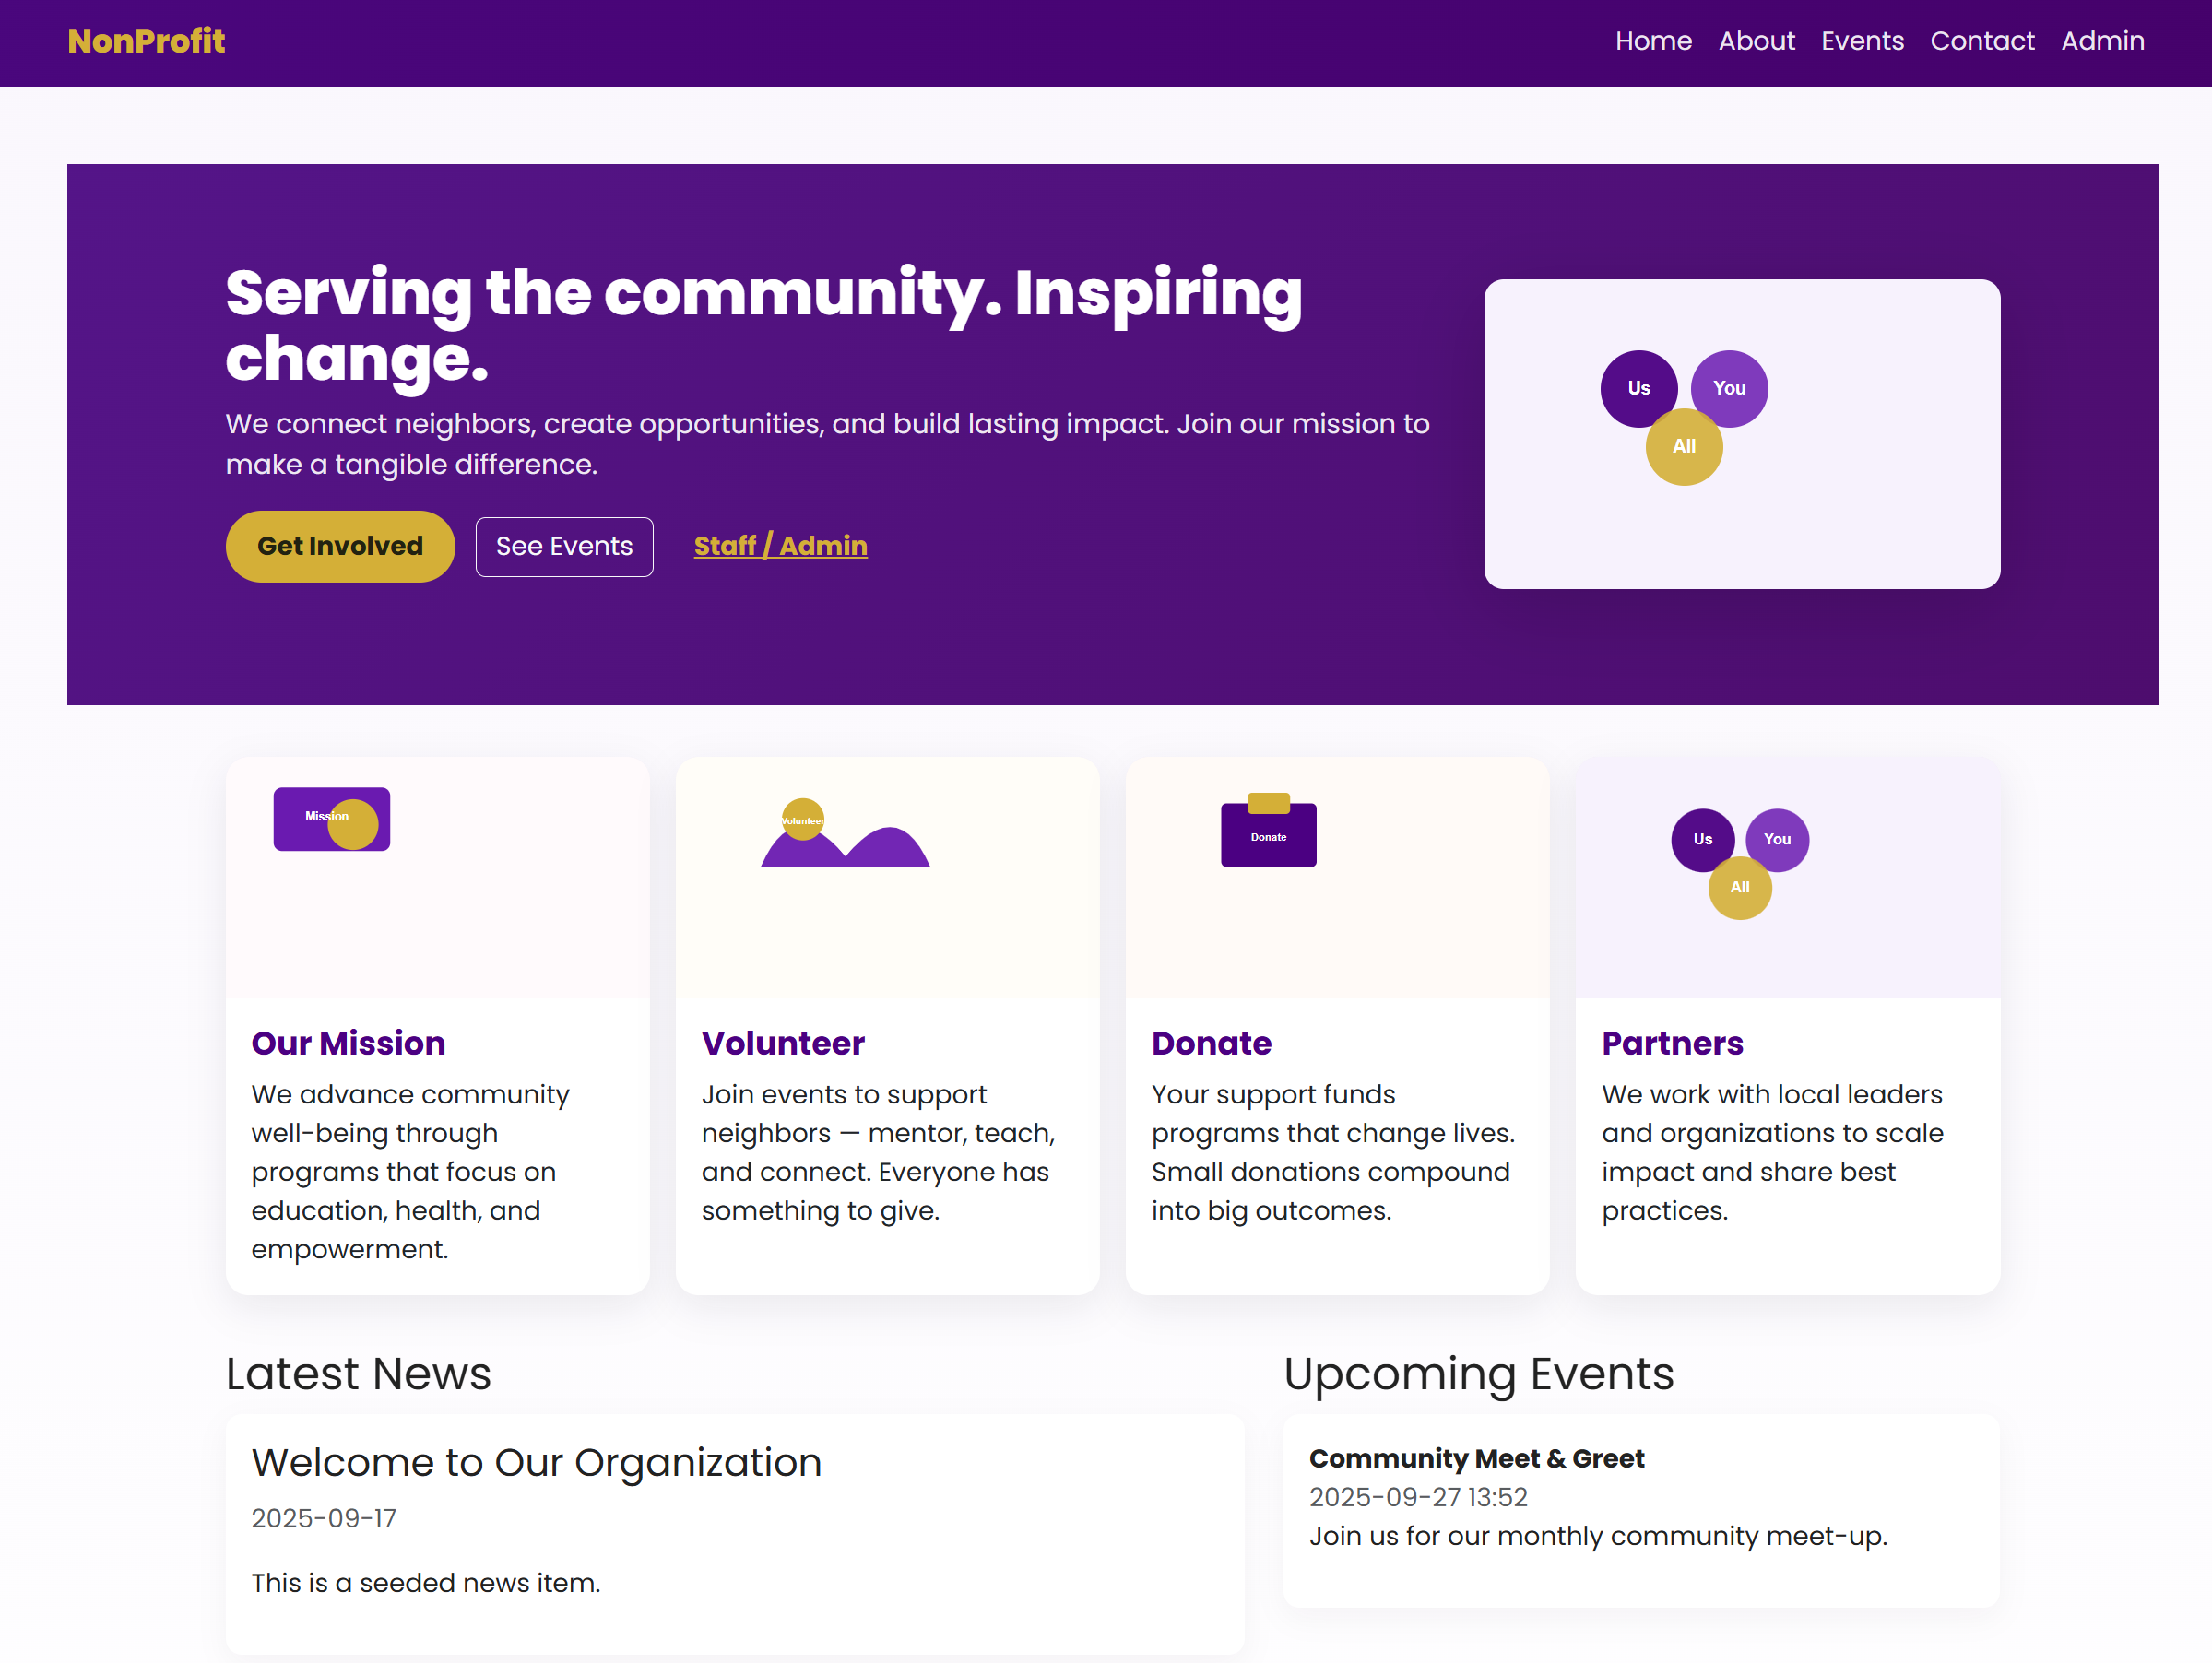 NonProfit
Home About Events Contact Admin
Serving the community. Inspiring
change.
We connect neighbors, create opportunities, and build lasting impact. Join our mission to
make a tangible difference.
Get Involved See Events Staff / Admin
Us You
All
Mission
Volunteer
Donate
Us You
All
Our Mission
We advance community
well-being through
programs that focus on
education, health, and
empowerment.
Volunteer
Join events to support
neighbors — mentor, teach,
and connect. Everyone has
something to give.
Donate
Your support funds
programs that change lives.
Small donations compound
into big outcomes.
Partners
We work with local leaders
and organizations to scale
impact and share best
practices.
Latest News
Welcome to Our Organization
2025-09-17
This is a seeded news item.
Upcoming Events
Community Meet & Greet
2025-09-27 13:52
Join us for our monthly community meet-up.